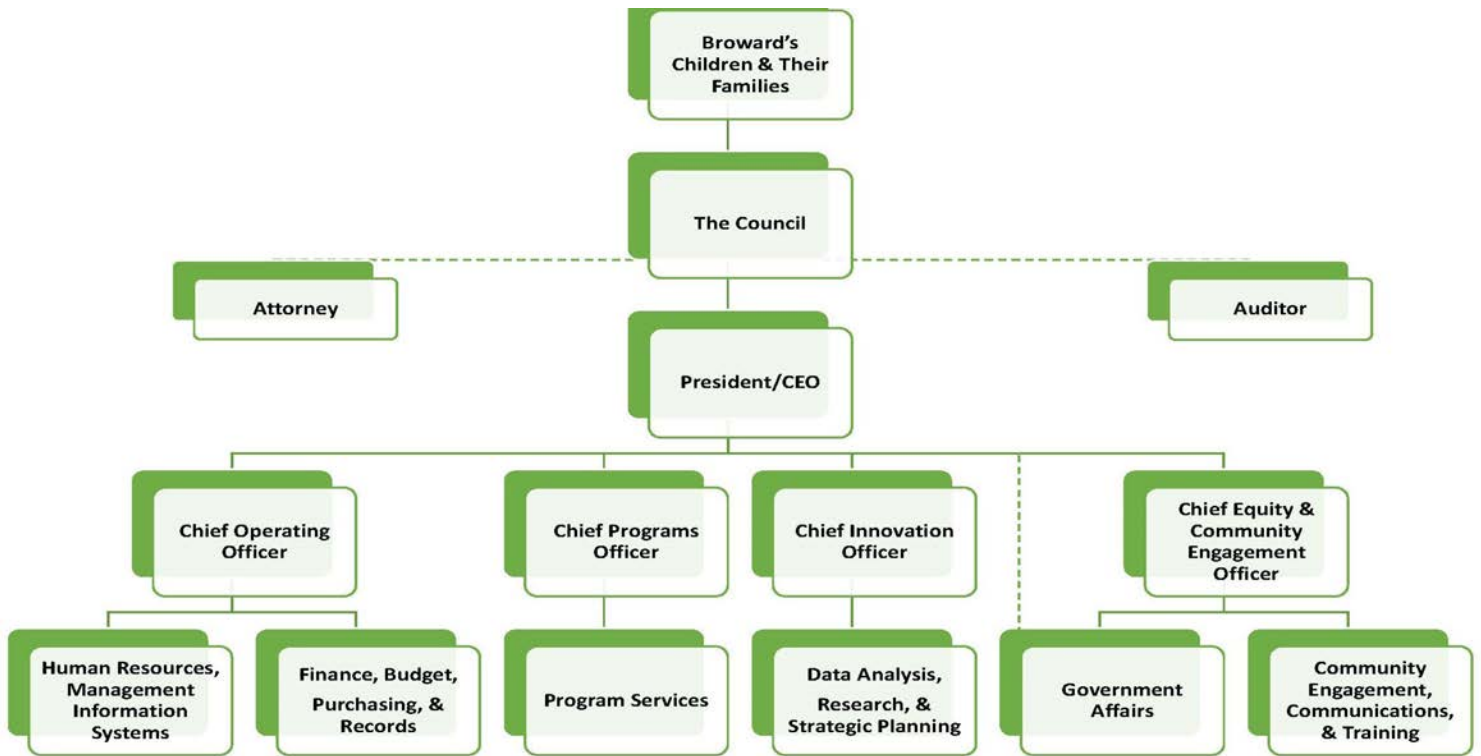 Broward’s
Children & Their
Families
The Council
Attorney
Auditor
President/CEO
Chief Operating
Officer
Chief Programs
Officer
Chief Innovation
Officer
Chief Equity &
Community
Engagement
Officer
Human Resources,
Management
Information
Systems
Finance, Budget,
Purchasing, &
Records
Program Services
Data Analysis,
Research, &
Strategic Planning
Government
Affairs
Community
Engagement,
Communications,
& Training